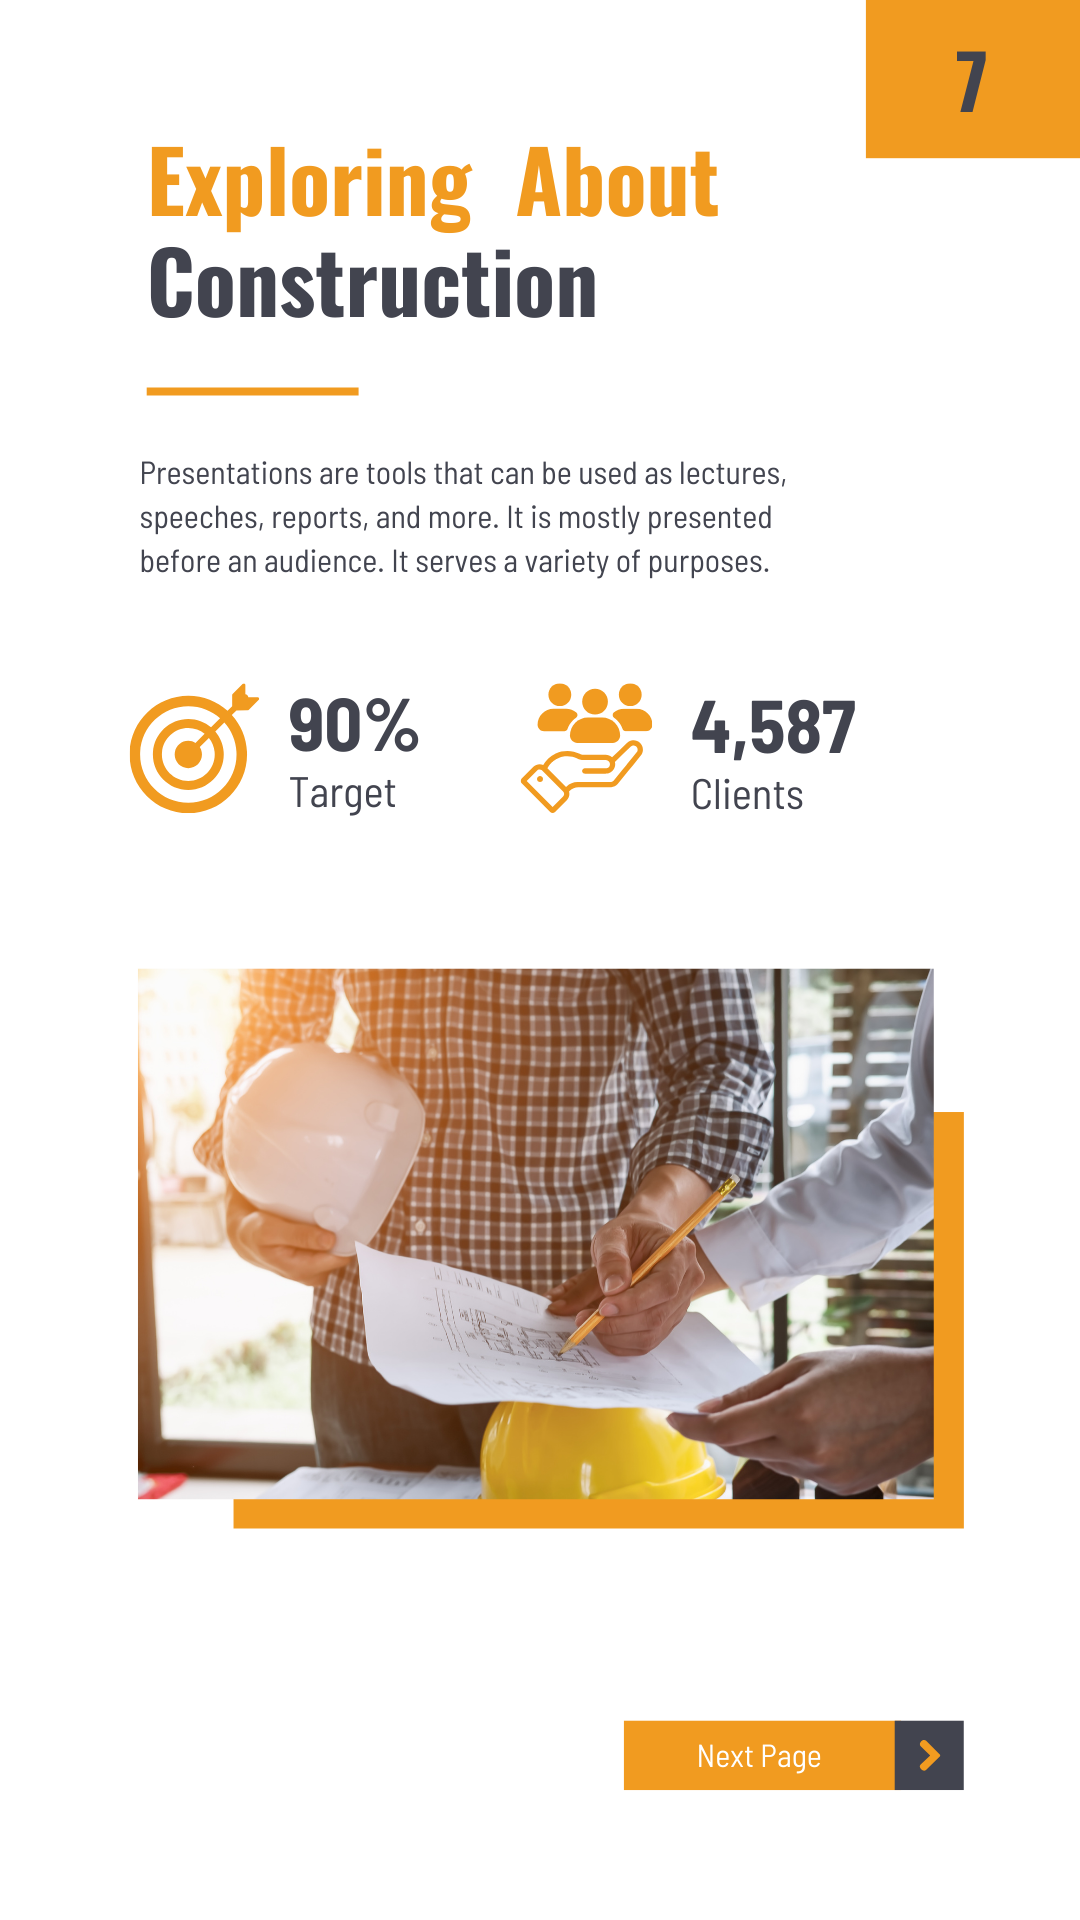 7
Exploring About
Construction
Presentations are tools that can be used as lectures,
speeches, reports, and more. It is mostly presented
before an audience. It serves a variety of purposes.
90%
Target
4,587
Clients
Next Page